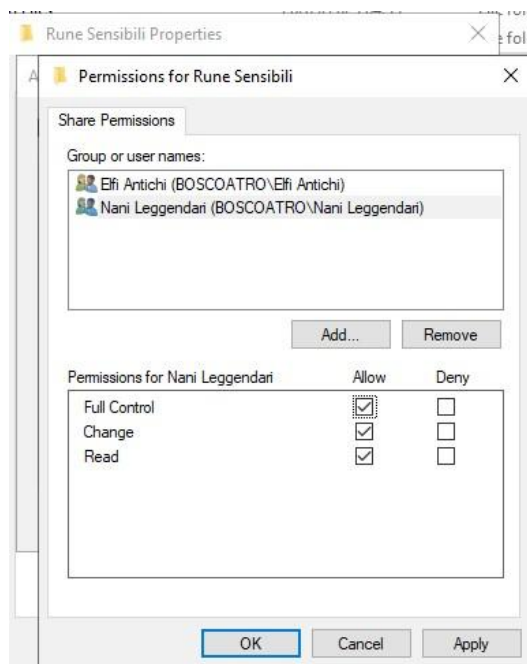 Rune Sensibili Properties
Permissions for Rune Sensibili
Share Permissions
Group or user names:
Elfi Antichi (BOSCOATRO\Elfi Antichi)
Nani Leggendari (BOSCOATRO\Nani Leggendari)
Add... Remove
Permissions for Nani Leggendari Allow Deny
Full Control
Change
Read
OK Cancel Apply